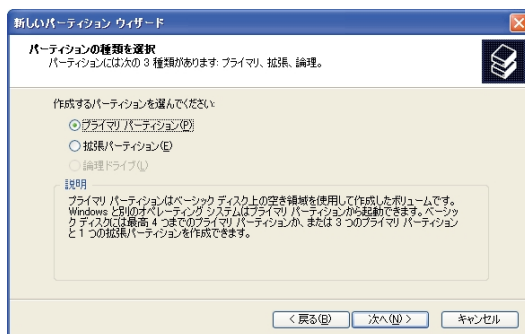 新しいパーティション ウィザード
パーティションの種類を選択
パーティションには次の 3 種類があります: プライマリ、拡張、論理。
作成するパーティションを選んでください:
プライマリ パーティション(P)
拡張パーティション(E)
論理ドライブ(L)
説明
プライマリ パーティションはベーシック ディスク上の空き領域を使用して作成したボリュームです。
Windows と別のオペレーティング システムはプライマリ パーティションから起動できます。ベーシッ
ク ディスクには最高 4 つまでのプライマリ パーティションか、または 3 つのプライマリ パーティション
と 1 つの拡張パーティションを作成できます。
< 戻る(B) 次へ(N) > キャンセル